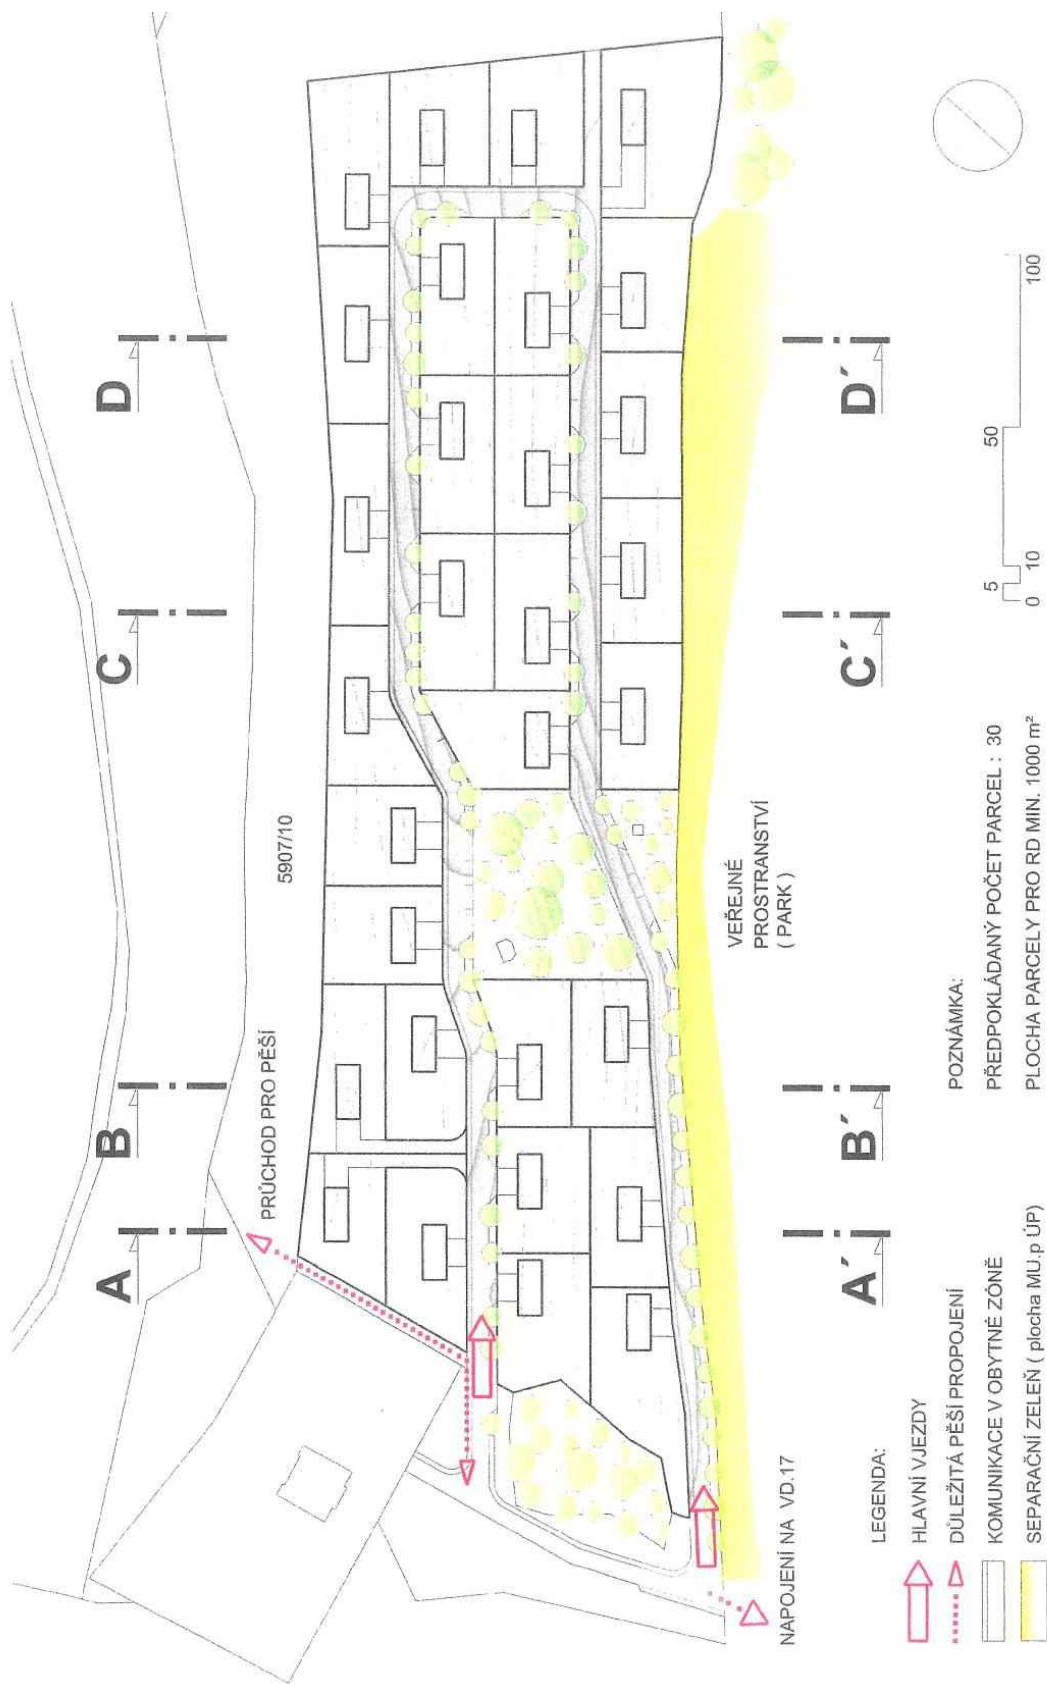 A
B
C
D
PRŮCHOD PRO PĚŠÍ
5907/10
VEŘEJNÉ
PROSTRANSTVÍ
( PARK )
NAPOJENÍ NA VD.17
A´
B´
C´
D´
LEGENDA:
HLAVNÍ VJEZDY
DŮLEŽITÁ PĚŠÍ PROPOJENÍ
KOMUNIKACE V OBYTNÉ ZÓNĚ
SEPARAČNÍ ZELEŇ ( plocha MU.p ÚP)
POZNÁMKA:
PŘEDPOKLÁDANÝ POČET PARCEL : 30
PLOCHA PARCELY PRO RD MIN. 1000 m²
0 5 10 50 100